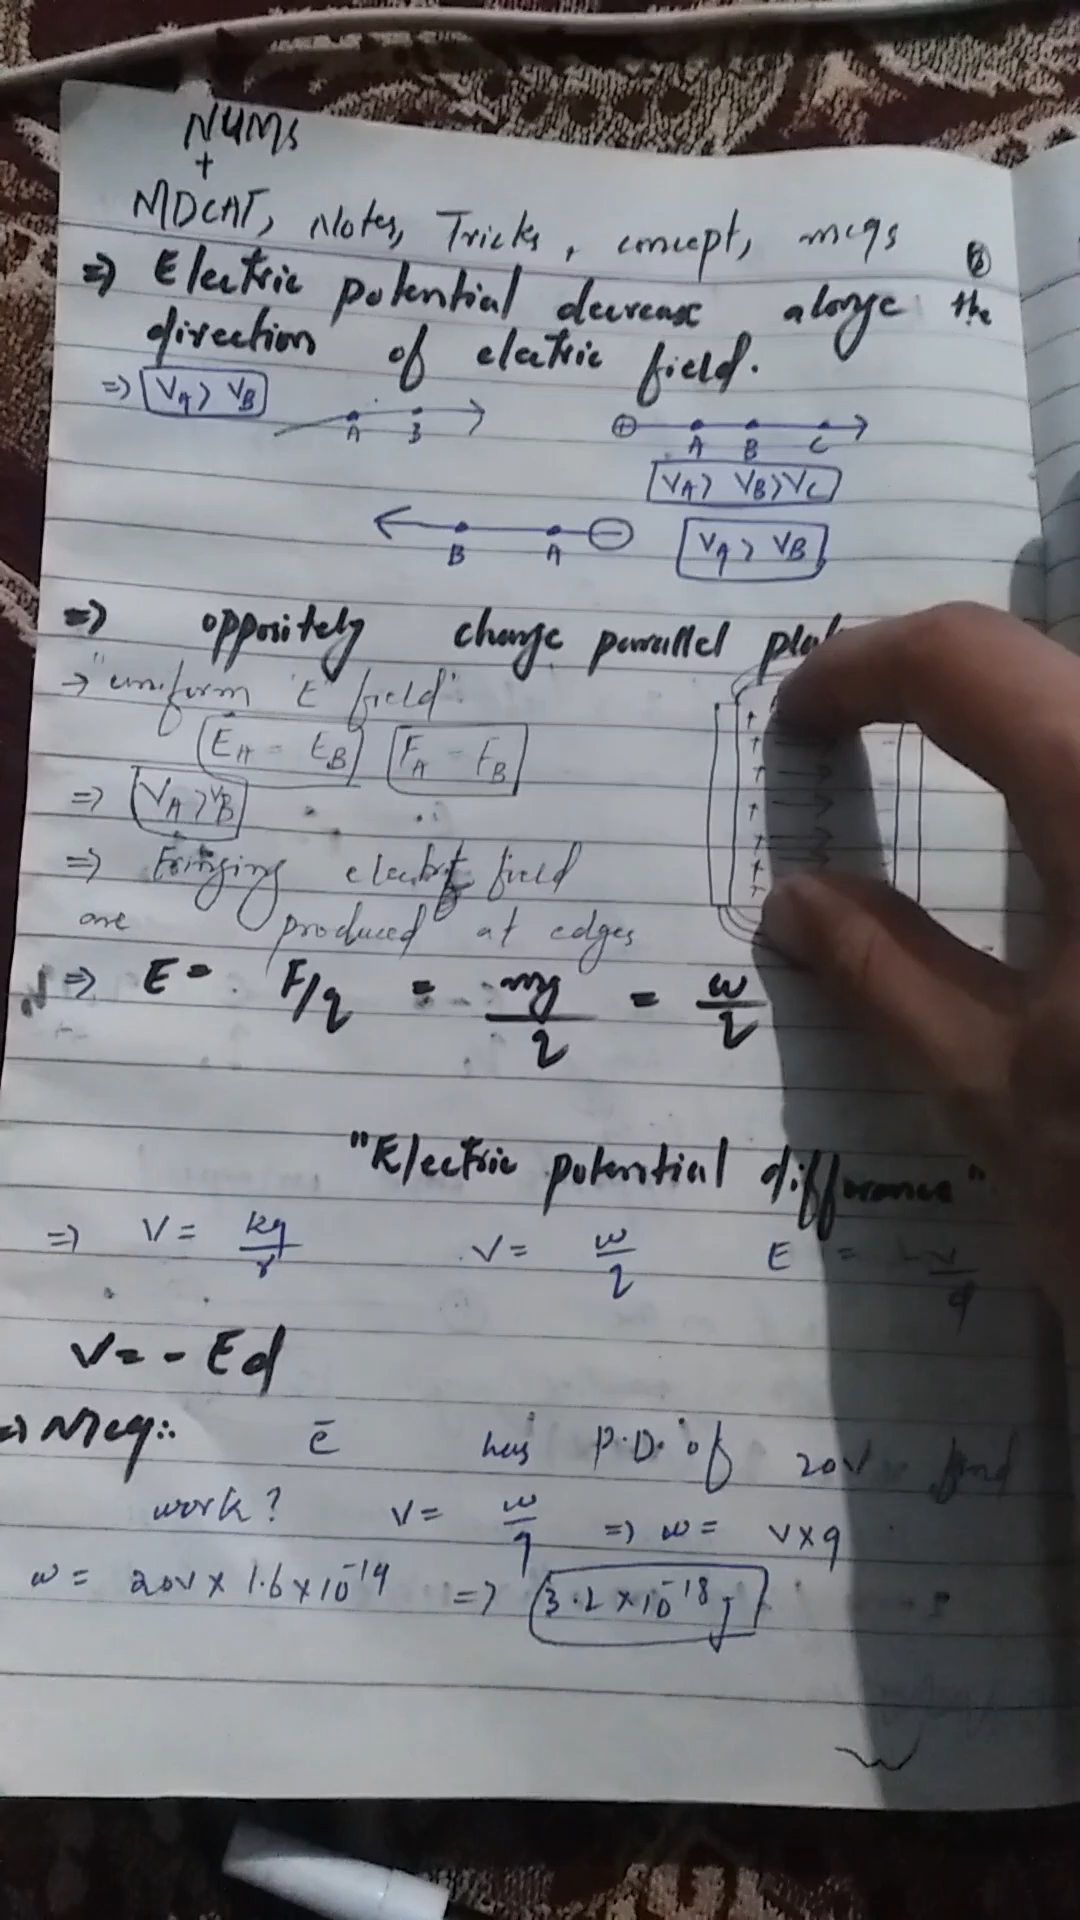 NUMS
+
MDCAT, Notes, Tricks, concept, mcqs
⇒ Electric potential decrease alonge the
direction of electric field.
⇒ VA > VB
A B
+ A B C
VA > VB > VC
B A −
VA > VB
⇒ oppositely charge parallel
→ "uniform E field".
EA = EB FA = FB
⇒ VA > VB
⇒ Fringing electric field
are produced at edges
⇒ E = F/q = mg/q = w/q
"Electric potential difference"
⇒ V = kq/r V = w/q E = -v/d
V = - Ed
⇒ Mcq:: ē has P.D. of 20V find
work? V = w/q ⇒ w = V×q
w = 20V × 1.6×10^-19 ⇒ 3.2 × 10^-18 J